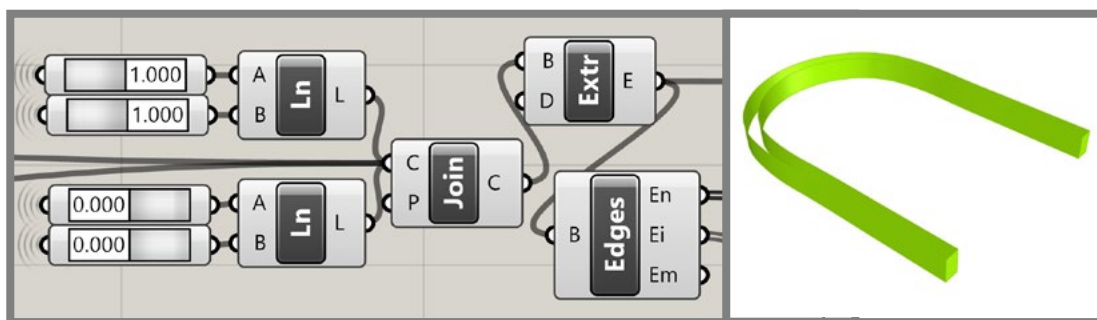 1.000 A Ln L
1.000 B
B Extr E
D
C Join C
P
0.000 A Ln L
0.000 B
B Edges En
Ei
Em